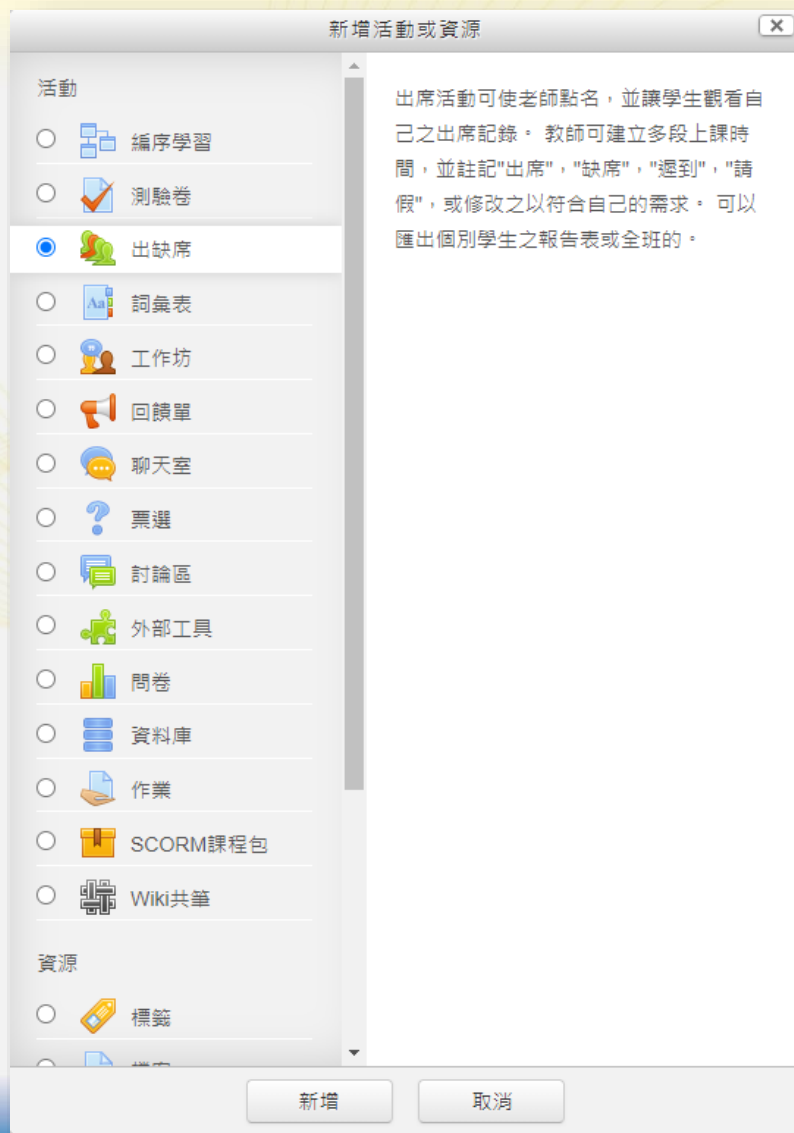 新增活動或資源
活動
編序學習
測驗卷
出缺席
詞彙表
工作坊
回饋單
聊天室
票選
討論區
外部工具
問卷
資料庫
作業
SCORM課程包
Wiki共筆
資源
標籤
出席活動可使老師點名，並讓學生觀看自
己之出席記錄。 教師可建立多段上課時
間，並註記"出席"，"缺席"，"遲到"，"請
假"，或修改之以符合自己的需求。 可以
匯出個別學生之報告表或全班的。
新增
取消